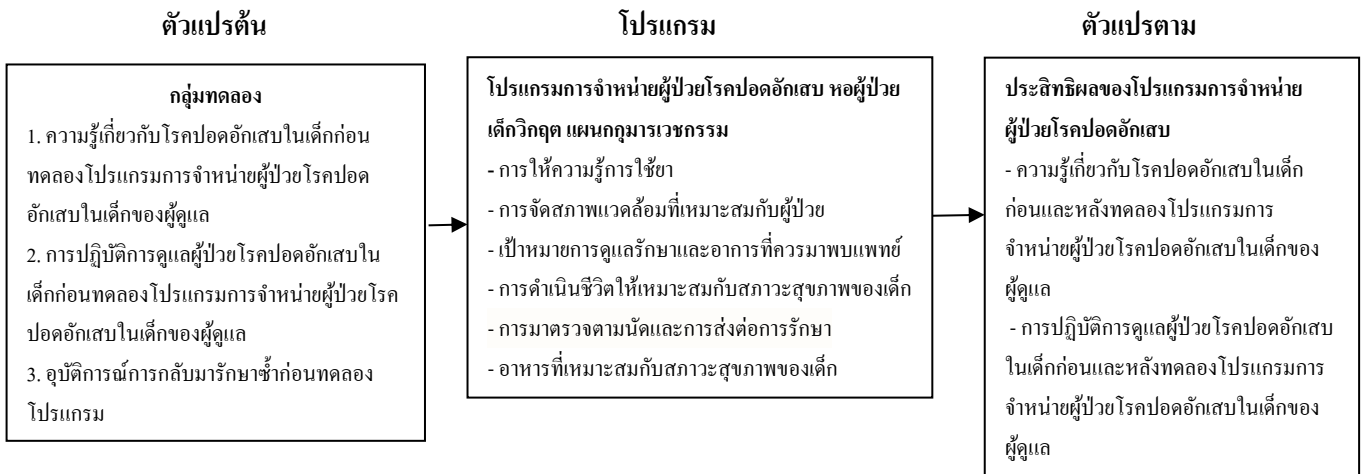 ตัวแปรต้น
โปรแกรม
ตัวแปรตาม
กลุ่มทดลอง
1. ความรู้เกี่ยวกับโรคปอดอักเสบในเด็กก่อน
ทดลองโปรแกรมการจำหน่ายผู้ป่วยโรคปอด
อักเสบในเด็กของผู้ดูแล
2. การปฏิบัติการดูแลผู้ป่วยโรคปอดอักเสบใน
เด็กก่อนทดลองโปรแกรมการจำหน่ายผู้ป่วยโรค
ปอดอักเสบในเด็กของผู้ดูแล
3. อุบัติการณ์การกลับมารักษาซ้ำก่อนทดลอง
โปรแกรม
โปรแกรมการจำหน่ายผู้ป่วยโรคปอดอักเสบ หอผู้ป่วย
เด็กวิกฤต แผนกกุมารเวชกรรม
- การให้ความรู้การใช้ยา
- การจัดสภาพแวดล้อมที่เหมาะสมกับผู้ป่วย
- เป้าหมายการดูแลรักษาและอาการที่ควรมาพบแพทย์
- การดำเนินชีวิตให้เหมาะสมกับสภาวะสุขภาพของเด็ก
- การมาตรวจตามนัดและการส่งต่อการรักษา
- อาหารที่เหมาะสมกับสภาวะสุขภาพของเด็ก
ประสิทธิผลของโปรแกรมการจำหน่าย
ผู้ป่วยโรคปอดอักเสบ
- ความรู้เกี่ยวกับโรคปอดอักเสบในเด็ก
ก่อนและหลังทดลองโปรแกรมการ
จำหน่ายผู้ป่วยโรคปอดอักเสบในเด็กของ
ผู้ดูแล
- การปฏิบัติการดูแลผู้ป่วยโรคปอดอักเสบ
ในเด็กก่อนและหลังทดลองโปรแกรมการ
จำหน่ายผู้ป่วยโรคปอดอักเสบในเด็กของ
ผู้ดูแล